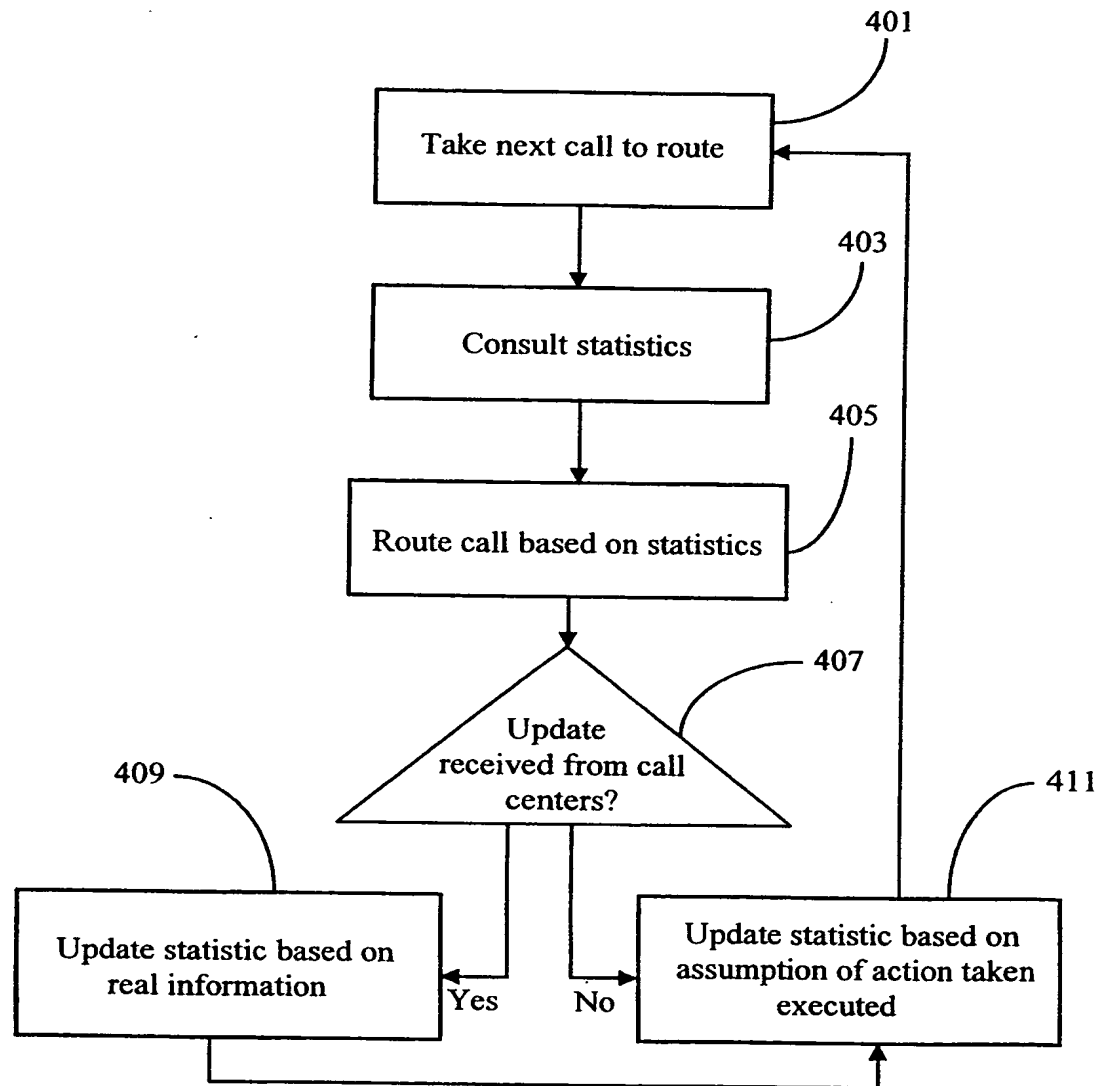 401
Take next call to route
403
Consult statistics
405
Route call based on statistics
407
Update
received from call
centers?
409
411
Update statistic based on
real information
Yes
No
Update statistic based on
assumption of action taken
executed